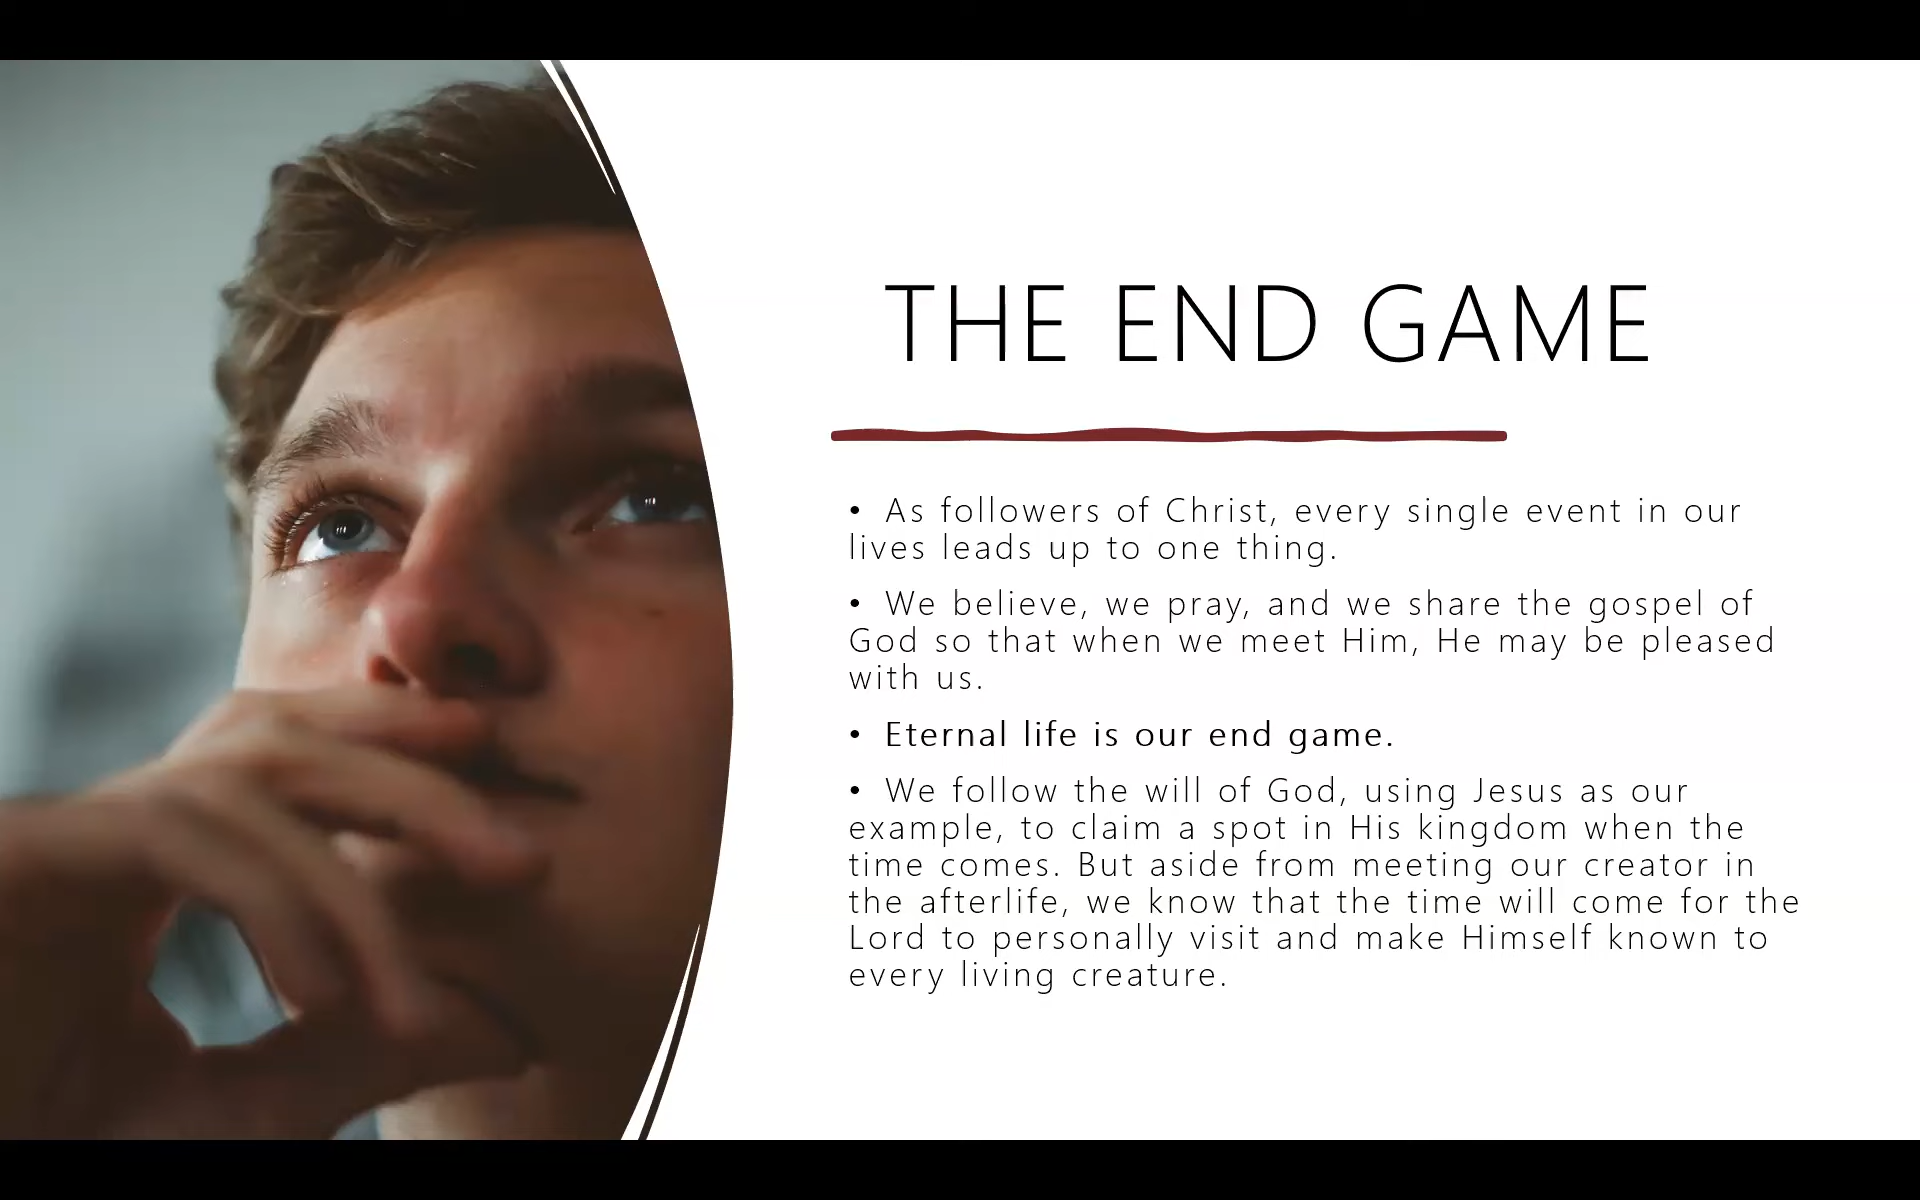 THE END GAME
• As followers of Christ, every single event in our
lives leads up to one thing.
• We believe, we pray, and we share the gospel of
God so that when we meet Him, He may be pleased
with us.
• Eternal life is our end game.
• We follow the will of God, using Jesus as our
example, to claim a spot in His kingdom when the
time comes. But aside from meeting our creator in
the afterlife, we know that the time will come for the
Lord to personally visit and make Himself known to
every living creature.